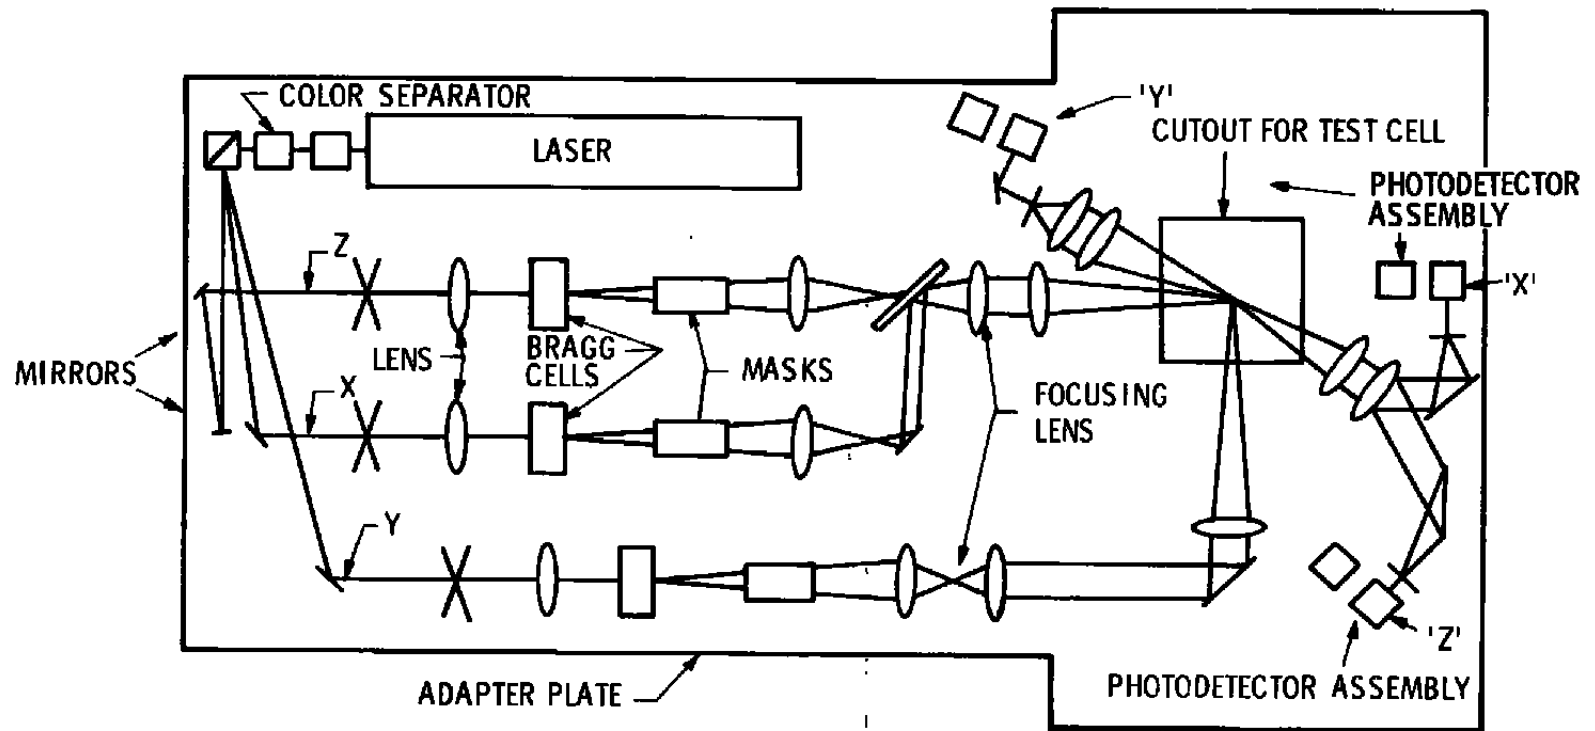 COLOR SEPARATOR
LASER
'Y'
CUTOUT FOR TEST CELL
PHOTODETECTOR
ASSEMBLY
'X'
Z
MIRRORS
LENS
BRAGG
CELLS
MASKS
X
FOCUSING
LENS
Y
'Z'
PHOTODETECTOR ASSEMBLY
ADAPTER PLATE